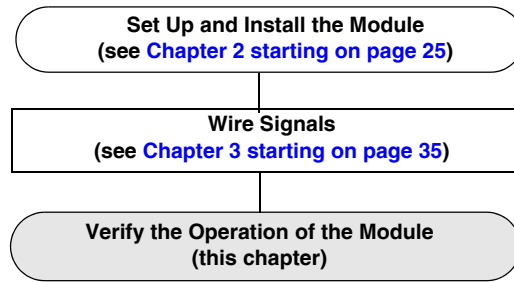 Set Up and Install the Module
(see Chapter 2 starting on page 25)
Wire Signals
(see Chapter 3 starting on page 35)
Verify the Operation of the Module
(this chapter)